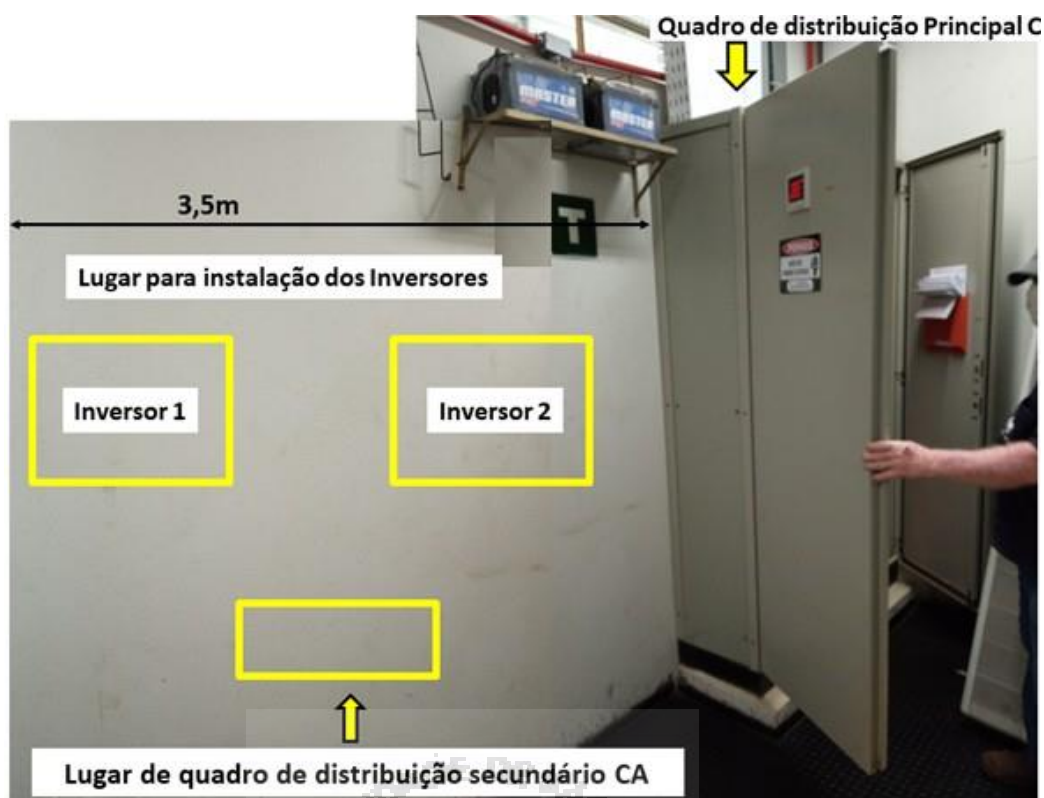 Quadro de distribuição Principal C
MASTER
MASTER
3,5m
T
Lugar para instalação dos Inversores
Inversor 1
Inversor 2
Lugar de quadro de distribuição secundário CA